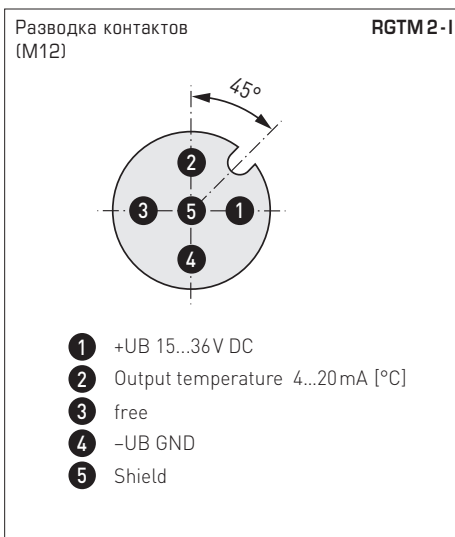 Разводка контактов
(M12)
RGTM 2 - I
45°
2
3
5
1
4
1 +UB 15...36 V DC
2 Output temperature 4...20 mA [°C]
3 free
4 –UB GND
5 Shield